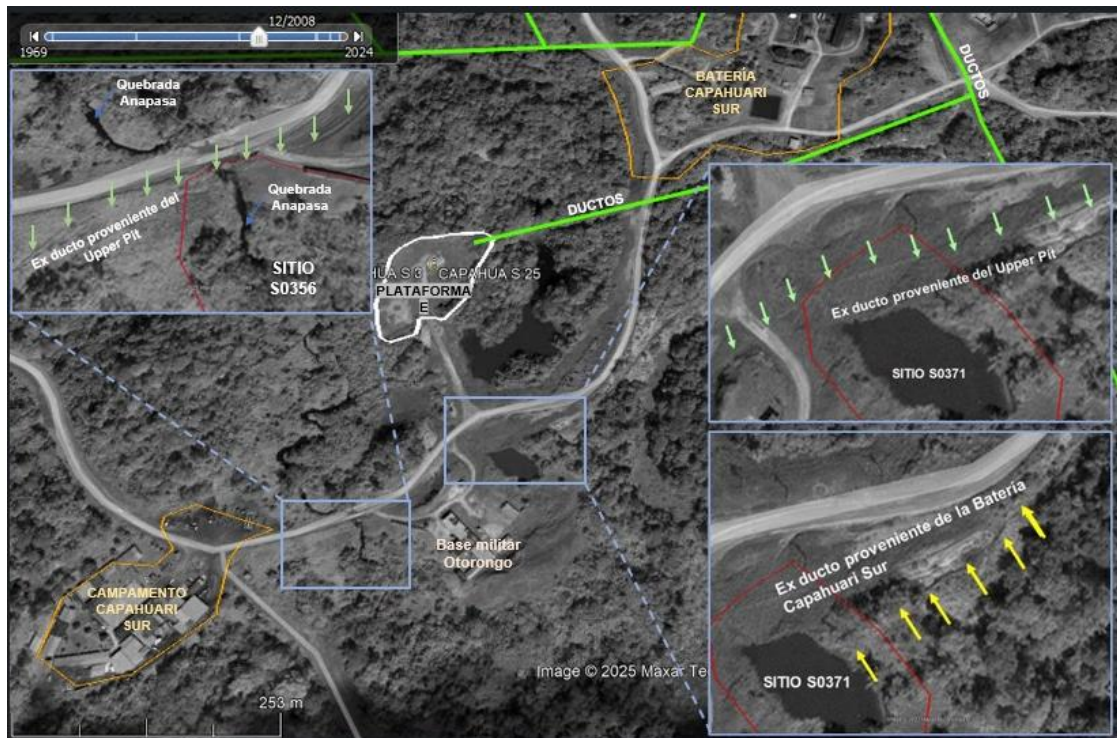 12/2008
1969
2024
Quebrada
Anapasa
Quebrada
Anapasa
Ex ducto proveniente del
Upper Pit
SITIO
S0356
BATERÍA
CAPAHUARI
SUR
DUCTOS
DUCTOS
CAPAHUA S 25
PLATAFORMA
E
Ex ducto proveniente del Upper Pit
SITIO S0371
Base militar
Otorongo
CAMPAMENTO
CAPAHUARI
SUR
253 m
Image © 2025 Maxar Te
Ex ducto proveniente de la Batería
Capahuari Sur
SITIO S0371